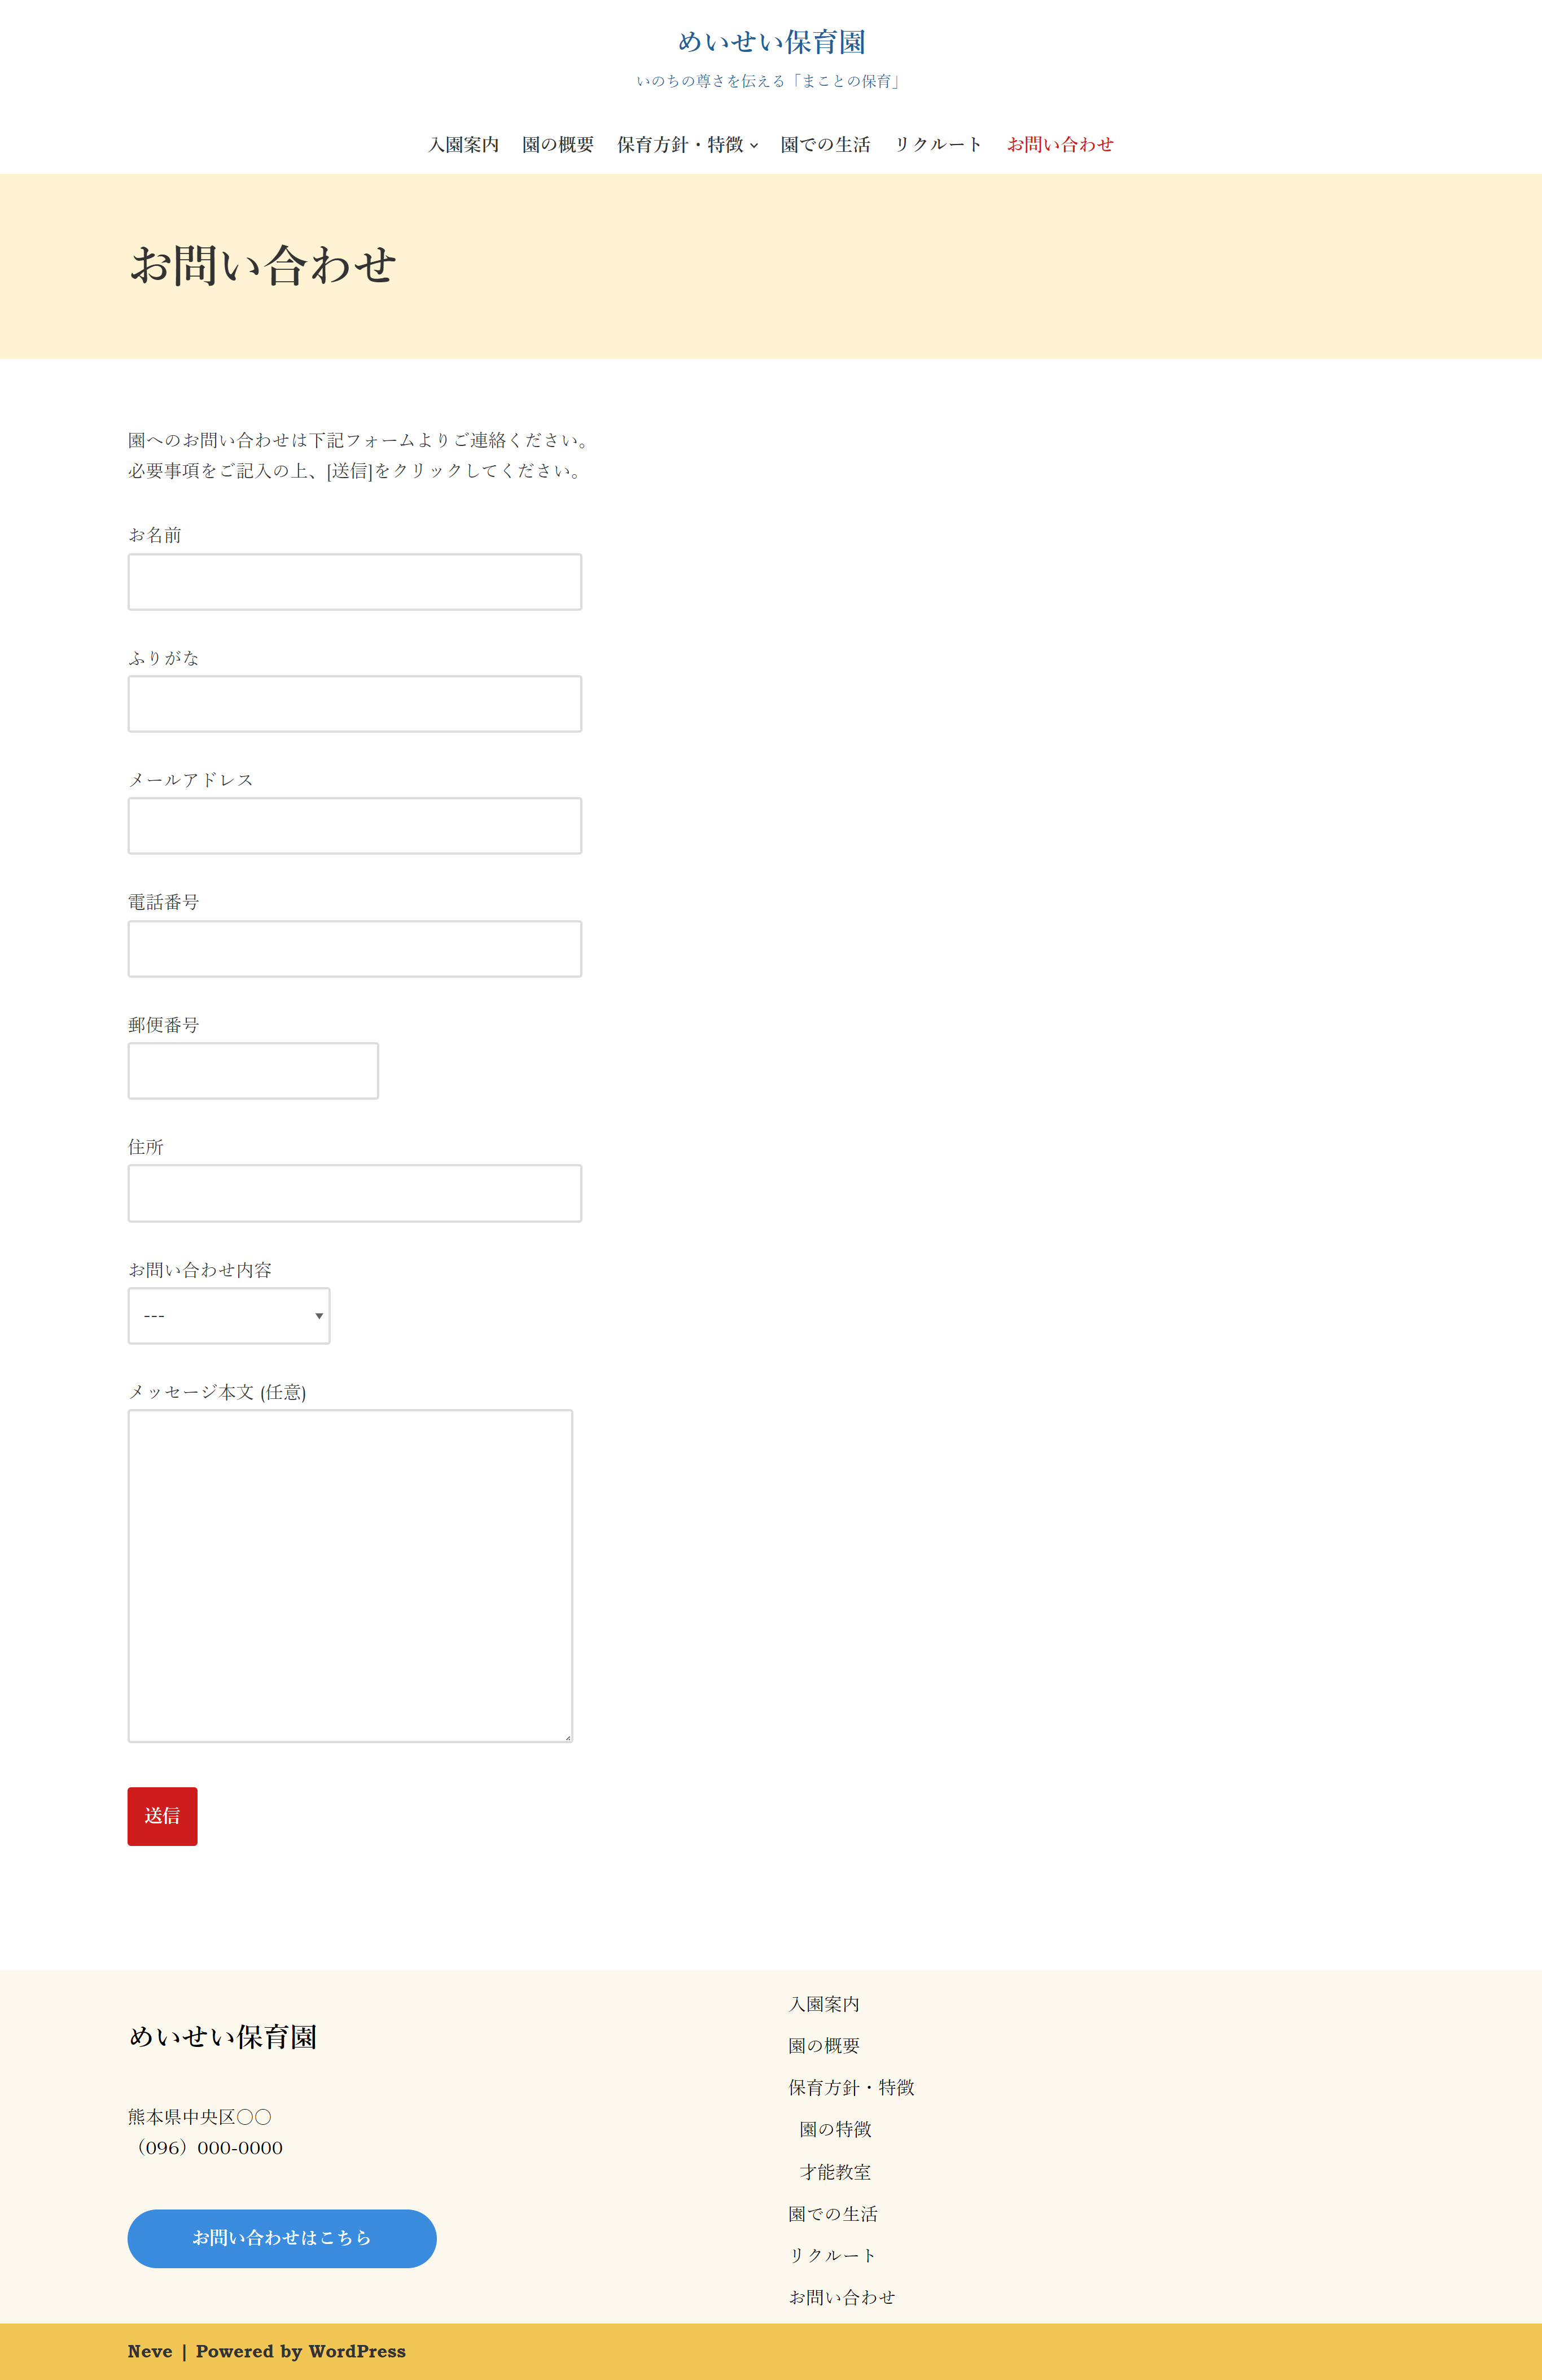 めいせい保育園
いのちの尊さを伝える「まことの保育」
入園案内 園の概要 保育方針・特徴 園での生活 リクルート お問い合わせ
お問い合わせ
園へのお問い合わせは下記フォームよりご連絡ください。
必要事項をご記入の上、[送信]をクリックしてください。
お名前
ふりがな
メールアドレス
電話番号
郵便番号
住所
お問い合わせ内容
---
メッセージ本文 (任意)
送信
めいせい保育園
熊本県中央区〇〇
（096）000-0000
お問い合わせはこちら
入園案内
園の概要
保育方針・特徴
園の特徴
才能教室
園での生活
リクルート
お問い合わせ
Neve | Powered by WordPress